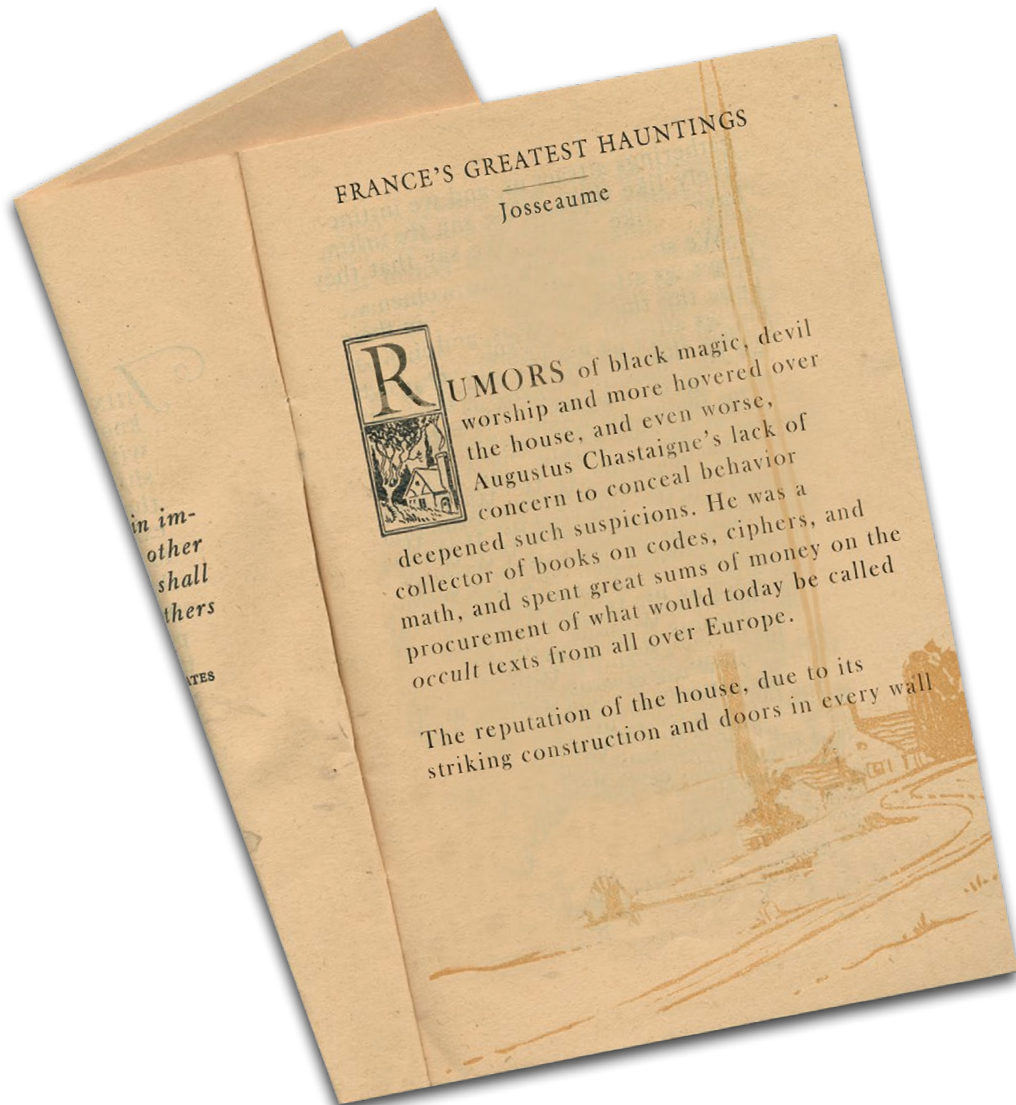 in im-
other
shall
thers
ATES
FRANCE'S GREATEST HAUNTINGS
Josseaume
RUMORS of black magic, devil
worship and more hovered over
the house, and even worse,
Augustus Chastaigne's lack of
concern to conceal behavior
deepened such suspicions. He was a
collector of books on codes, ciphers, and
math, and spent great sums of money on the
procurement of what would today be called
occult texts from all over Europe.
The reputation of the house, due to its
striking construction and doors in every wall